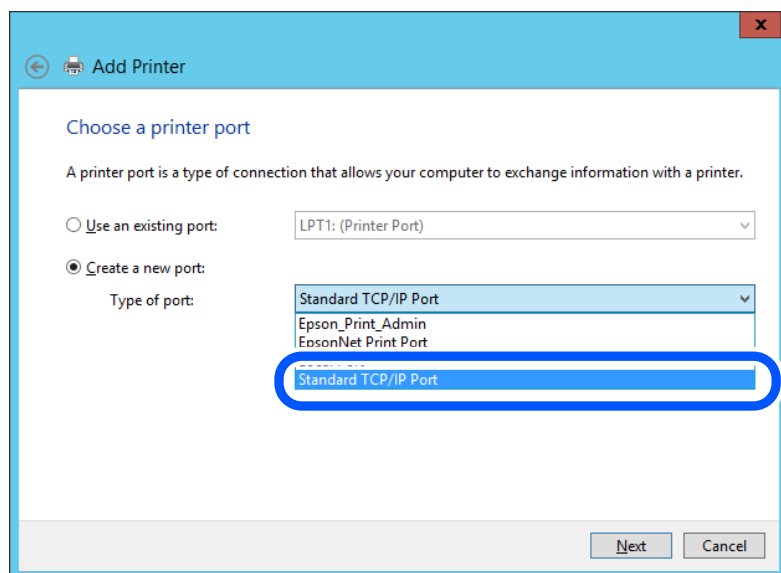 x
Add Printer
Choose a printer port
A printer port is a type of connection that allows your computer to exchange information with a printer.
Use an existing port: LPT1: (Printer Port)
Create a new port:
Type of port: Standard TCP/IP Port
Epson_Print_Admin
EpsonNet Print Port
Standard TCP/IP Port
Next Cancel